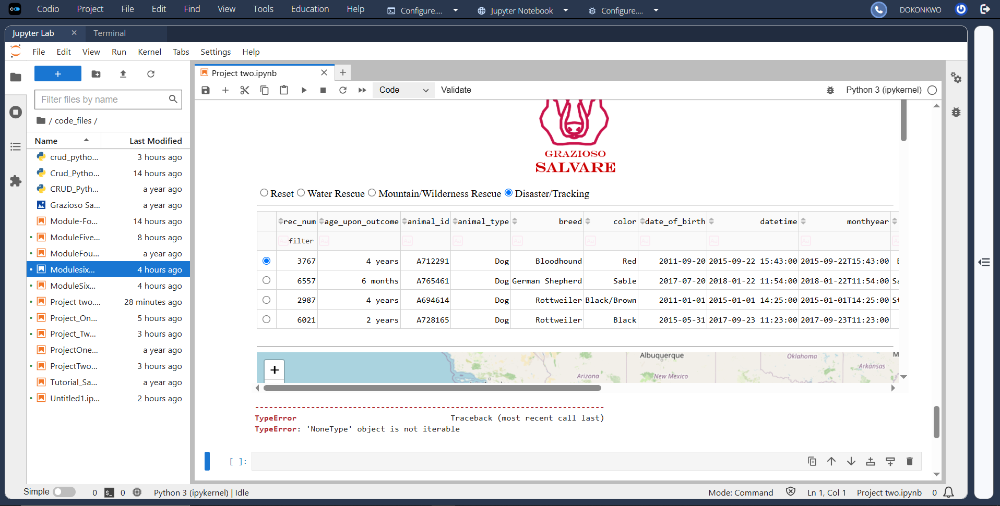 Codio Project File Edit Find View Tools Education Help Configure.... Jupyter Notebook Configure.... DOKONKWO
Jupyter Lab Terminal
File Edit View Run Kernel Tabs Settings Help
Project two.ipynb
Code Validate Python 3 (ipykernel)
Filter files by name
/ code_files /
Name Last Modified
crud_pytho... 3 hours ago
Crud_Pytho... 14 hours ago
CRUD_Pyth... a year ago
Grazioso Sa... a year ago
Module-Fo... 14 hours ago
ModuleFive... 8 hours ago
ModuleFou... a year ago
Modulesix... 4 hours ago
ModuleSix... 4 hours ago
Project two.... 28 minutes ago
Project_On... 5 hours ago
Project_Tw... 3 hours ago
ProjectOne... a year ago
ProjectTwo... 3 hours ago
Tutorial_Sa... a year ago
Untitled1.ip... 2 hours ago
GRAZIOSO
SALVARE
Reset Water Rescue Mountain/Wilderness Rescue Disaster/Tracking
rec_num age_upon_outcome animal_id animal_type breed color date_of_birth datetime monthyear
Aa filter Aa Aa Aa Aa Aa Aa Aa Aa
3767 4 years A712291 Dog Bloodhound Red 2011-09-20 2015-09-22 15:43:00 2015-09-22T15:43:00
6557 6 months A765461 Dog German Shepherd Sable 2017-07-20 2018-01-22 11:54:00 2018-01-22T11:54:00 Sa
2987 4 years A694614 Dog Rottweiler Black/Brown 2011-01-01 2015-01-01 14:25:00 2015-01-01T14:25:00 St
6021 2 years A728165 Dog Rottweiler Black 2015-05-31 2017-09-23 11:23:00 2017-09-23T11:23:00
+
Albuquerque
Oklahoma
Arkansas
Arizona
New Mexico
TypeError Traceback (most recent call last)
TypeError: 'NoneType' object is not iterable
[ ]:
Simple 0 $_ 0 Python 3 (ipykernel) | Idle Mode: Command Ln 1, Col 1 Project two.ipynb 0